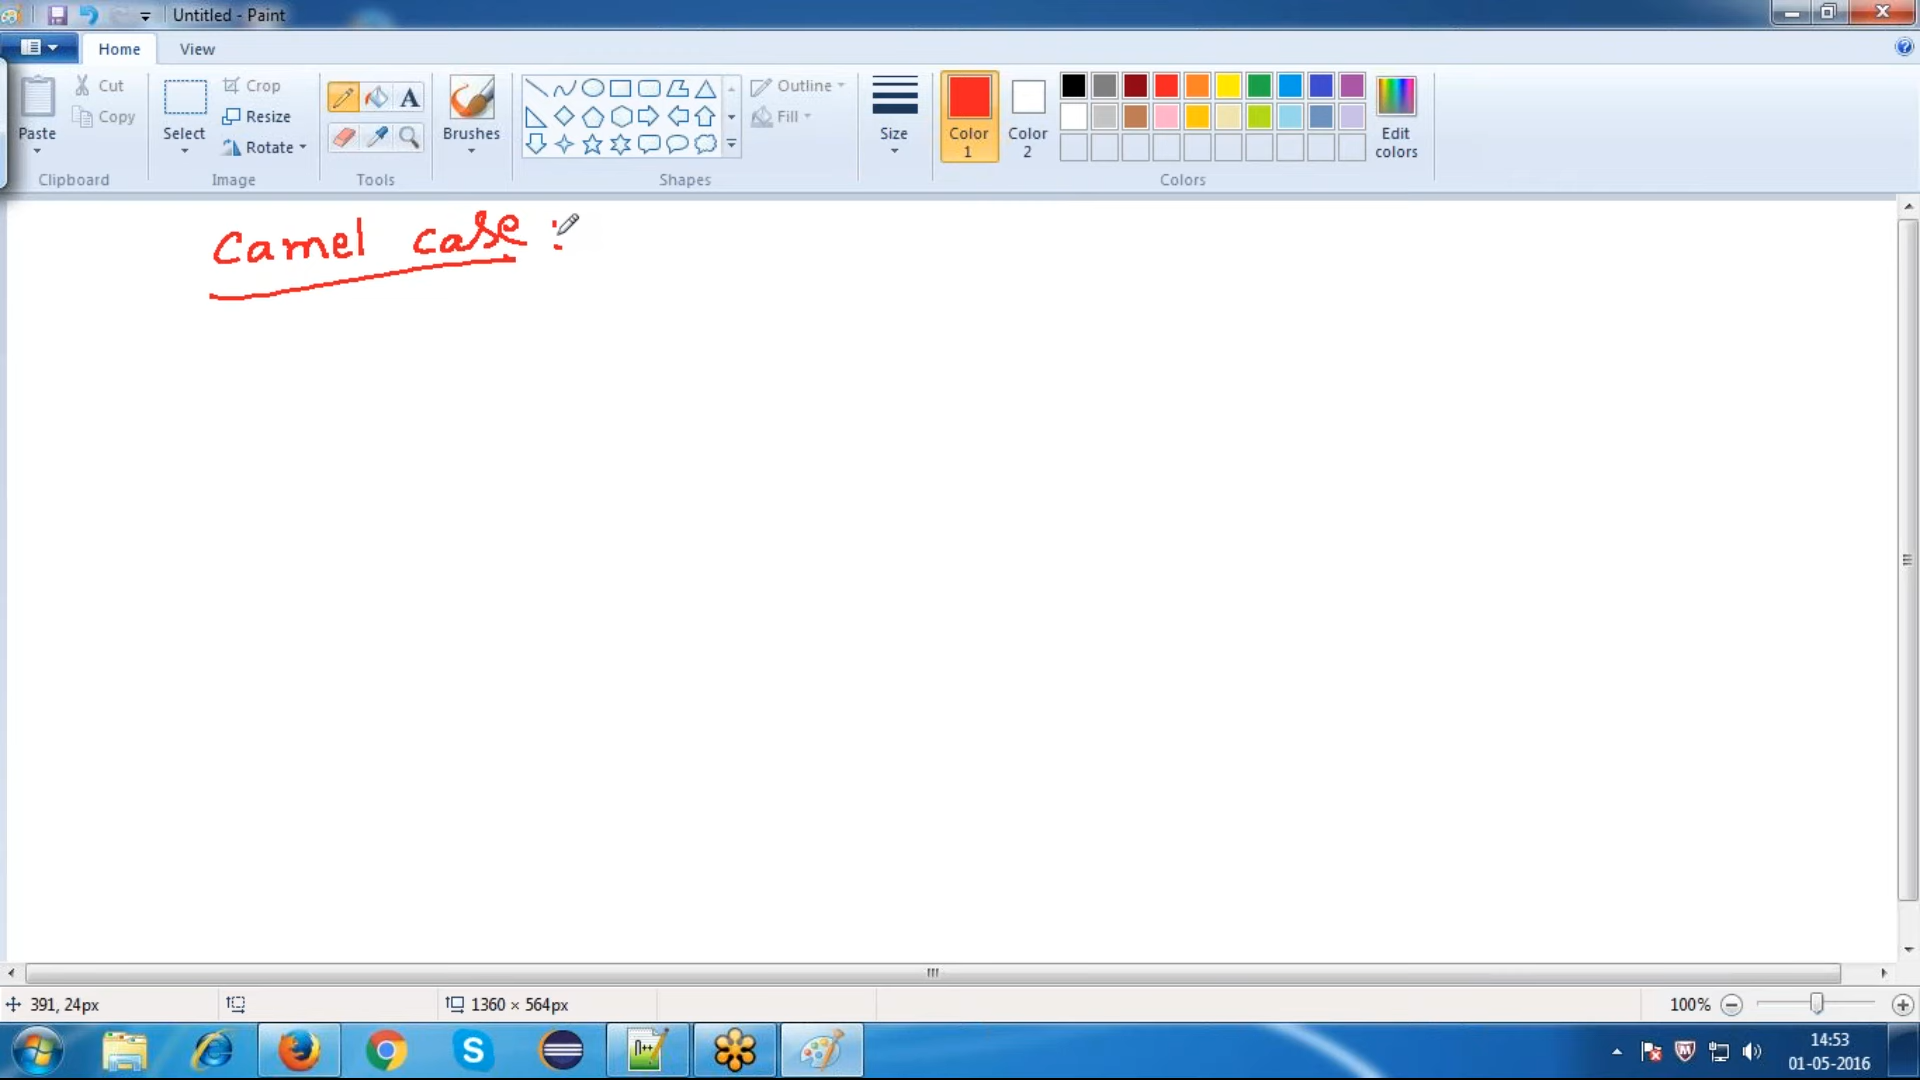 Untitled - Paint
Home View
Cut
Copy
Paste
Clipboard
Crop
Resize
Rotate
Select
Image
Tools
Brushes
Outline
Fill
Shapes
Size
Color 1
Color 2
Edit colors
Colors
camel case :
391, 24px
1360 × 564px
100%
14:53
01-05-2016